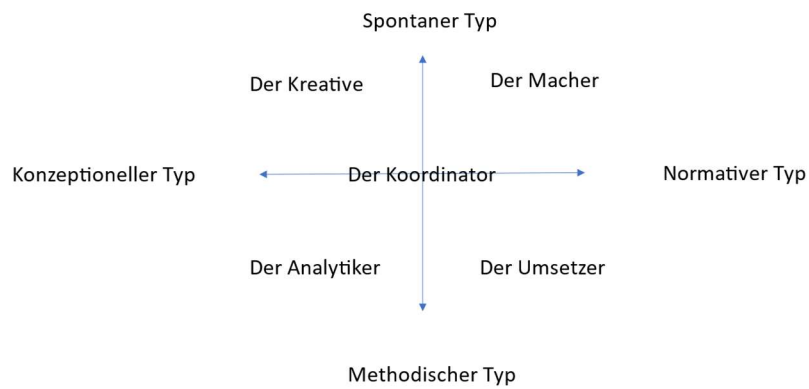 Spontaner Typ
Der Kreative
Der Macher
Konzeptioneller Typ
Der Koordinator
Normativer Typ
Der Analytiker
Der Umsetzer
Methodischer Typ